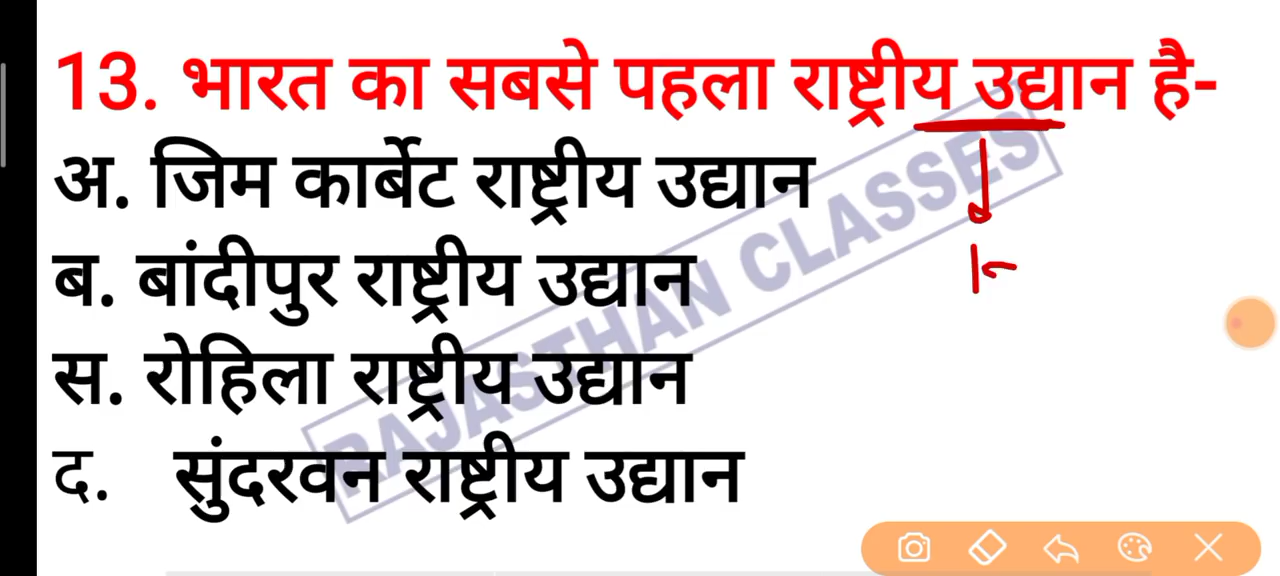 13. भारत का सबसे पहला राष्ट्रीय उद्यान है-
अ. जिम कार्बेट राष्ट्रीय उद्यान
ब. बांदीपुर राष्ट्रीय उद्यान
स. रोहिला राष्ट्रीय उद्यान
द. सुंदरवन राष्ट्रीय उद्यान
RAJASTHAN CLASSES